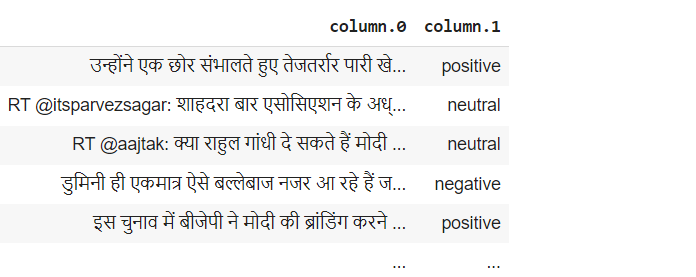 column.0 column.1
उन्होंने एक छोर संभालते हुए तेजतर्रार पारी खे... positive
RT @itsparvezsagar: शाहदरा बार एसोसिएशन के अध्... neutral
RT @aajtak: क्या राहुल गांधी दे सकते हैं मोदी ... neutral
डुमिनी ही एकमात्र ऐसे बल्लेबाज नजर आ रहे हैं ज... negative
इस चुनाव में बीजेपी ने मोदी की ब्रांडिंग करने ... positive
... ...